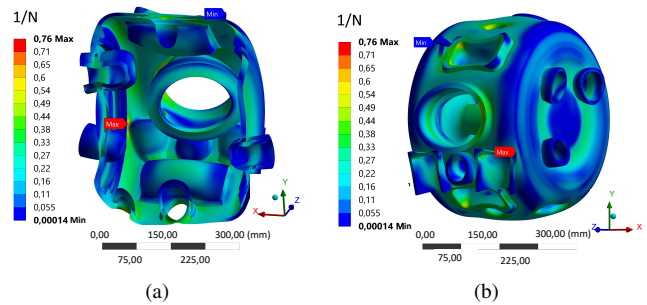 1/N
0,76 Max
0,71
0,65
0,6
0,55
0,49
0,44
0,38
0,33
0,27
0,22
0,16
0,11
0,055
0,00014 Min
Min
Max
Y
Z
X
0,00
150,00
300,00 (mm)
75,00
225,00
(a)
1/N
0,76 Max
0,71
0,65
0,6
0,55
0,49
0,44
0,38
0,33
0,27
0,22
0,16
0,11
0,055
0,00014 Min
Min
Max
Y
Z
X
0,00
150,00
300,00 (mm)
75,00
225,00
(b)